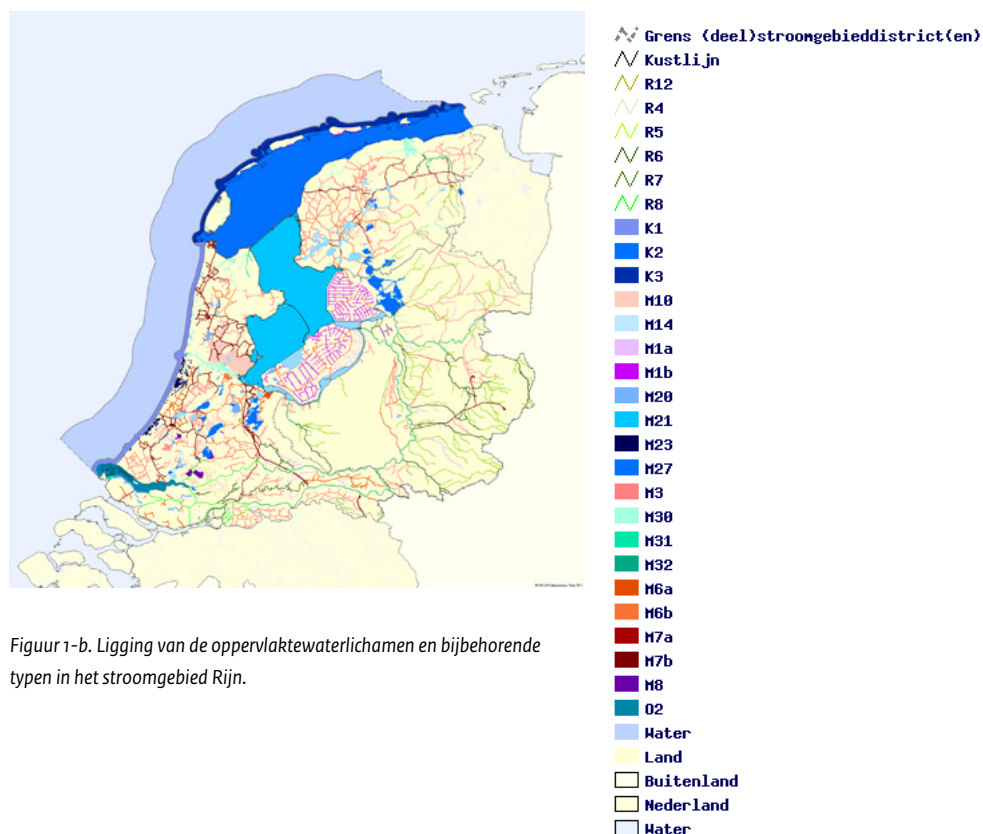 Grens (deel)stroomgebieddistrict(en)
Kustlijn
R12
R4
R5
R6
R7
R8
K1
K2
K3
M10
M14
M1a
M1b
M20
M21
M23
M27
M3
M30
M31
M32
M6a
M6b
M7a
M7b
M8
O2
Water
Land
Buitenland
Nederland
Water
Figuur 1-b. Ligging van de oppervlaktewaterlichamen en bijbehorende
typen in het stroomgebied Rijn.